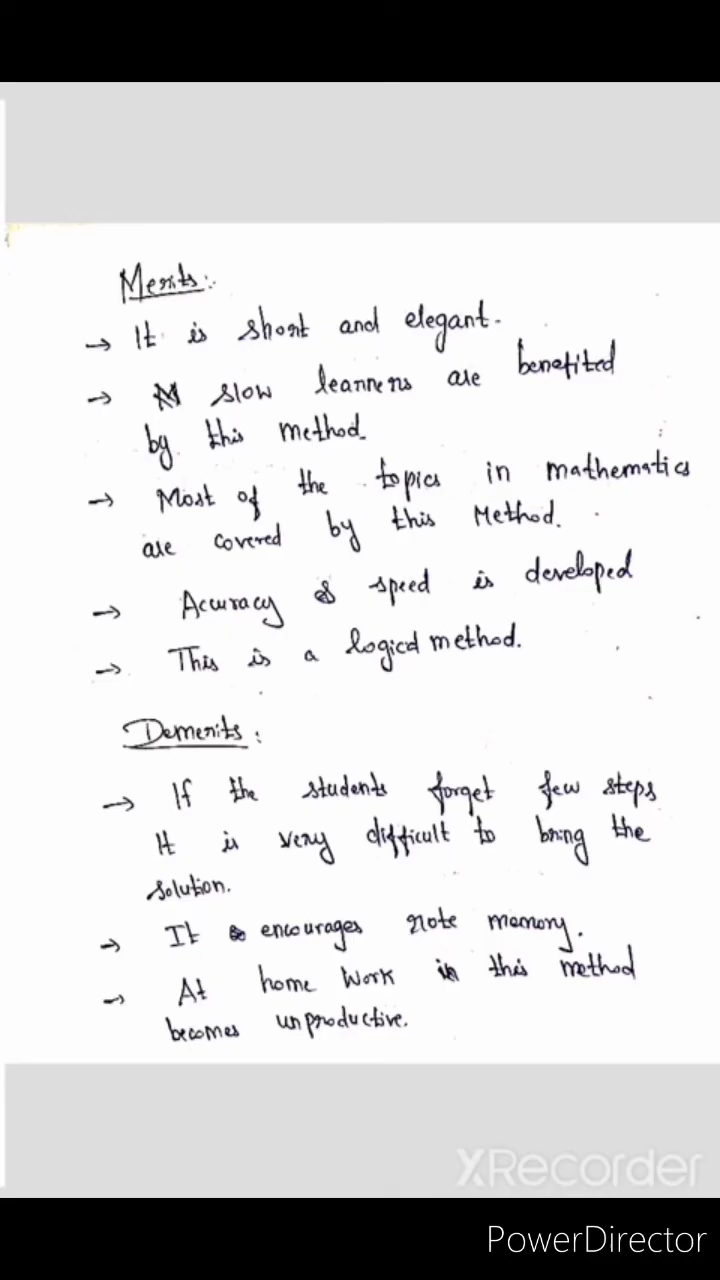 Merits:
→ It is short and elegant.
→ slow learners are benefited
by this method.
→ Most of the topics in mathematics
are covered by this Method.
→ Accuracy & speed is developed
→ This is a logical method.
Demerits:
→ If the students forget few steps
It is very difficult to bring the
solution.
→ It encourages rote memory.
→ At home work in this method
becomes unproductive.
XRecorder
PowerDirector